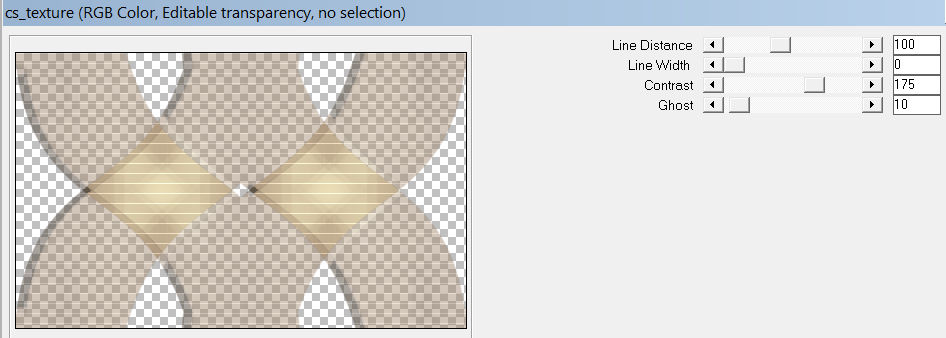 cs_texture (RGB Color, Editable transparency, no selection)
Line Distance 100
Line Width 0
Contrast 175
Ghost 10